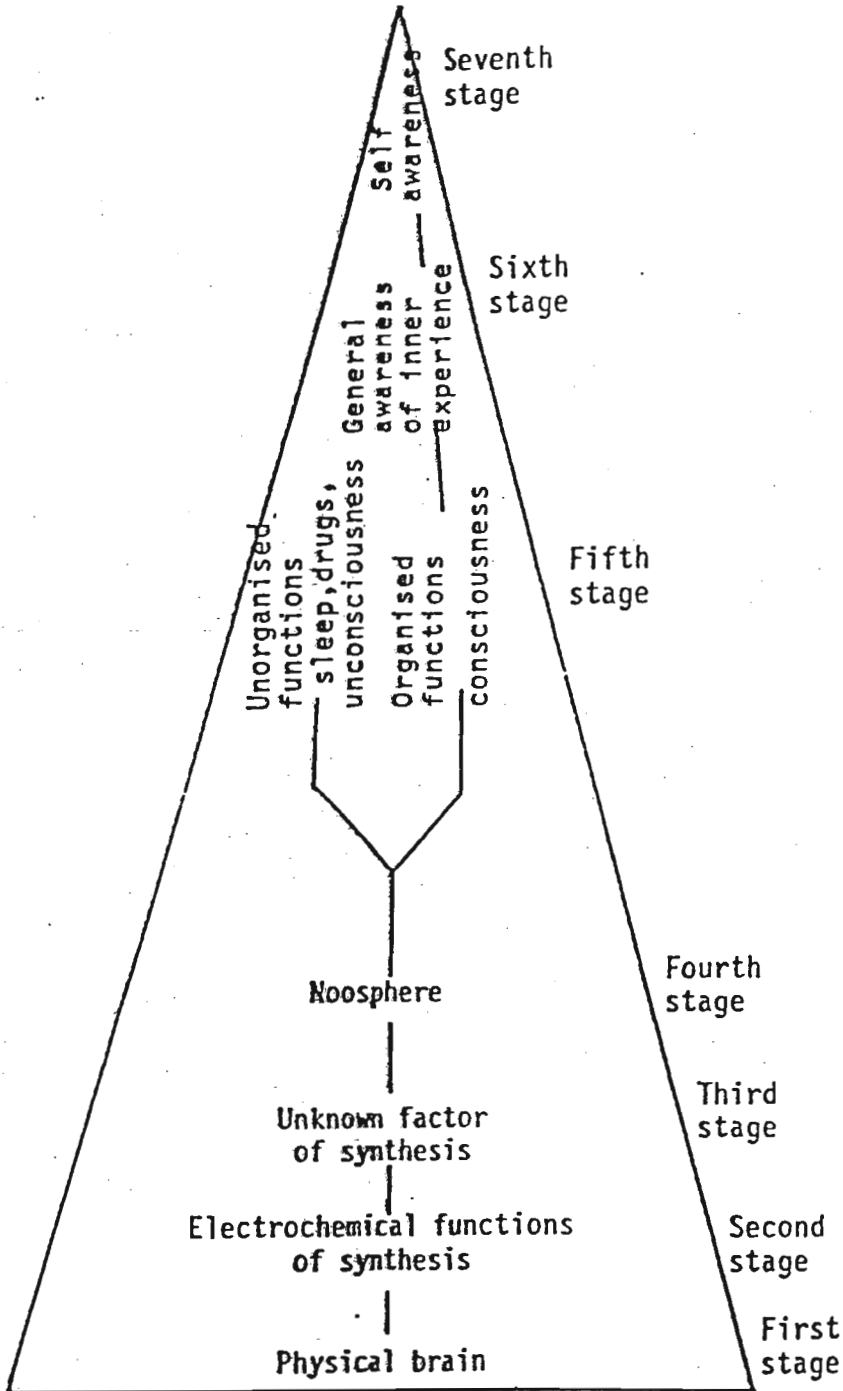 Seventh
stage
Self
awareness
Sixth
stage
General
awareness
of inner
experience
Fifth
stage
Unorganised
functions
sleep,drugs,
unconsciousness
Organised
functions
consciousness
Fourth
stage
Noosphere
Third
stage
Unknown factor
of synthesis
Second
stage
Electrochemical functions
of synthesis
First
stage
Physical brain